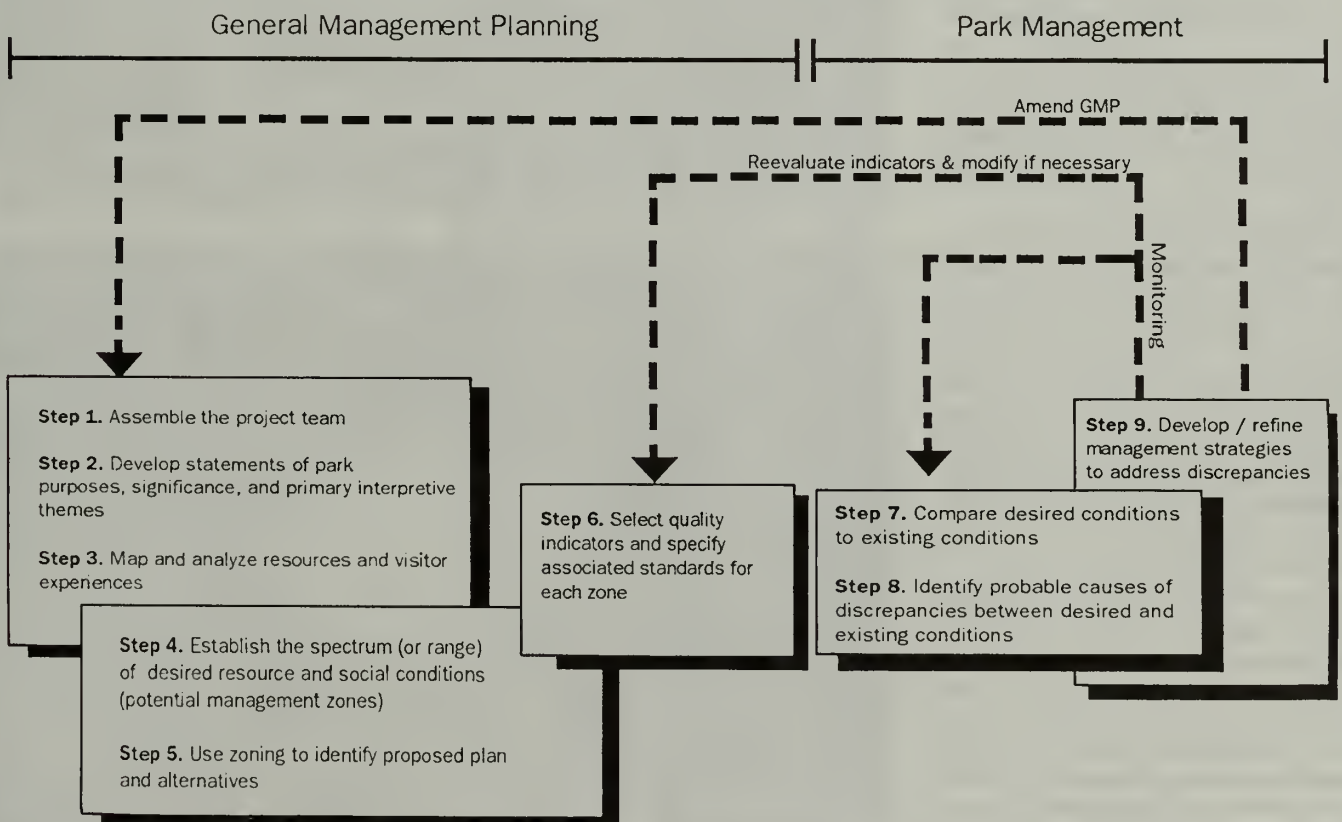 General Management Planning
Park Management
Amend GMP
Reevaluate indicators & modify if necessary
Monitoring
Step 1. Assemble the project team
Step 2. Develop statements of park
purposes, significance, and primary interpretive
themes
Step 3. Map and analyze resources and visitor
experiences
Step 4. Establish the spectrum (or range)
of desired resource and social conditions
(potential management zones)
Step 5. Use zoning to identify proposed plan
and alternatives
Step 6. Select quality
indicators and specify
associated standards for
each zone
Step 7. Compare desired conditions
to existing conditions
Step 8. Identify probable causes of
discrepancies between desired and
existing conditions
Step 9. Develop / refine
management strategies
to address discrepancies